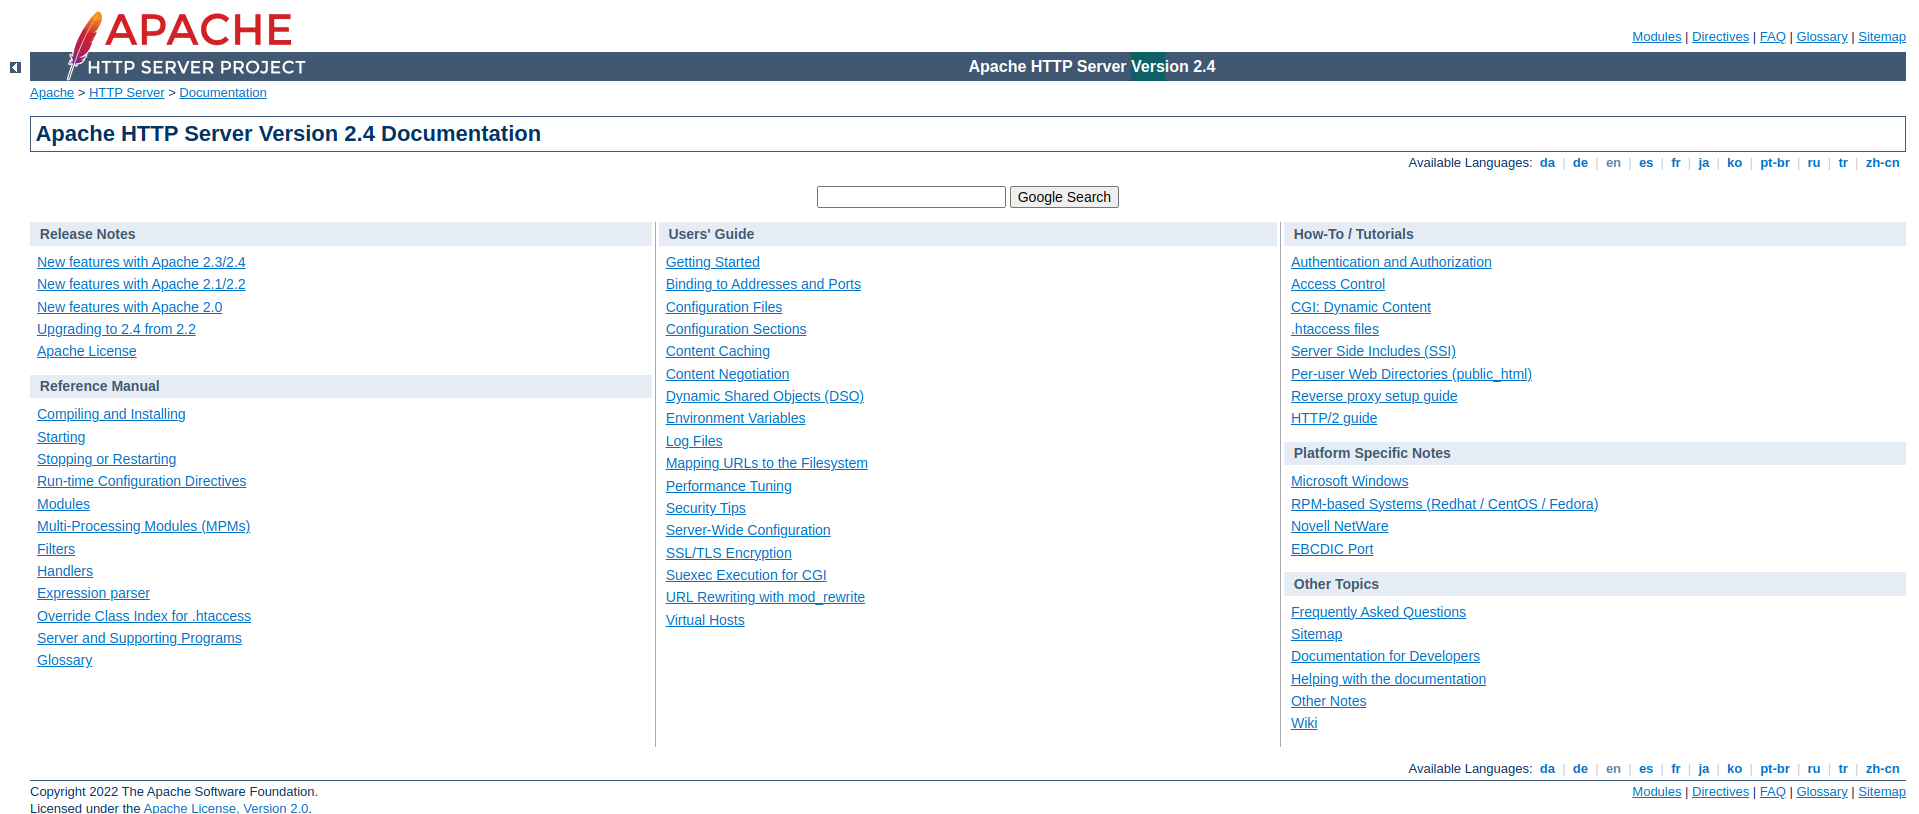 APACHE
HTTP SERVER PROJECT
Modules | Directives | FAQ | Glossary | Sitemap
Apache HTTP Server Version 2.4
Apache > HTTP Server > Documentation
Apache HTTP Server Version 2.4 Documentation
Available Languages: da | de | en | es | fr | ja | ko | pt-br | ru | tr | zh-cn
Google Search
Release Notes
New features with Apache 2.3/2.4
New features with Apache 2.1/2.2
New features with Apache 2.0
Upgrading to 2.4 from 2.2
Apache License
Reference Manual
Compiling and Installing
Starting
Stopping or Restarting
Run-time Configuration Directives
Modules
Multi-Processing Modules (MPMs)
Filters
Handlers
Expression parser
Override Class Index for .htaccess
Server and Supporting Programs
Glossary
Users' Guide
Getting Started
Binding to Addresses and Ports
Configuration Files
Configuration Sections
Content Caching
Content Negotiation
Dynamic Shared Objects (DSO)
Environment Variables
Log Files
Mapping URLs to the Filesystem
Performance Tuning
Security Tips
Server-Wide Configuration
SSL/TLS Encryption
Suexec Execution for CGI
URL Rewriting with mod_rewrite
Virtual Hosts
How-To / Tutorials
Authentication and Authorization
Access Control
CGI: Dynamic Content
.htaccess files
Server Side Includes (SSI)
Per-user Web Directories (public_html)
Reverse proxy setup guide
HTTP/2 guide
Platform Specific Notes
Microsoft Windows
RPM-based Systems (Redhat / CentOS / Fedora)
Novell NetWare
EBCDIC Port
Other Topics
Frequently Asked Questions
Sitemap
Documentation for Developers
Helping with the documentation
Other Notes
Wiki
Available Languages: da | de | en | es | fr | ja | ko | pt-br | ru | tr | zh-cn
Copyright 2022 The Apache Software Foundation.
Licensed under the Apache License, Version 2.0.
Modules | Directives | FAQ | Glossary | Sitemap